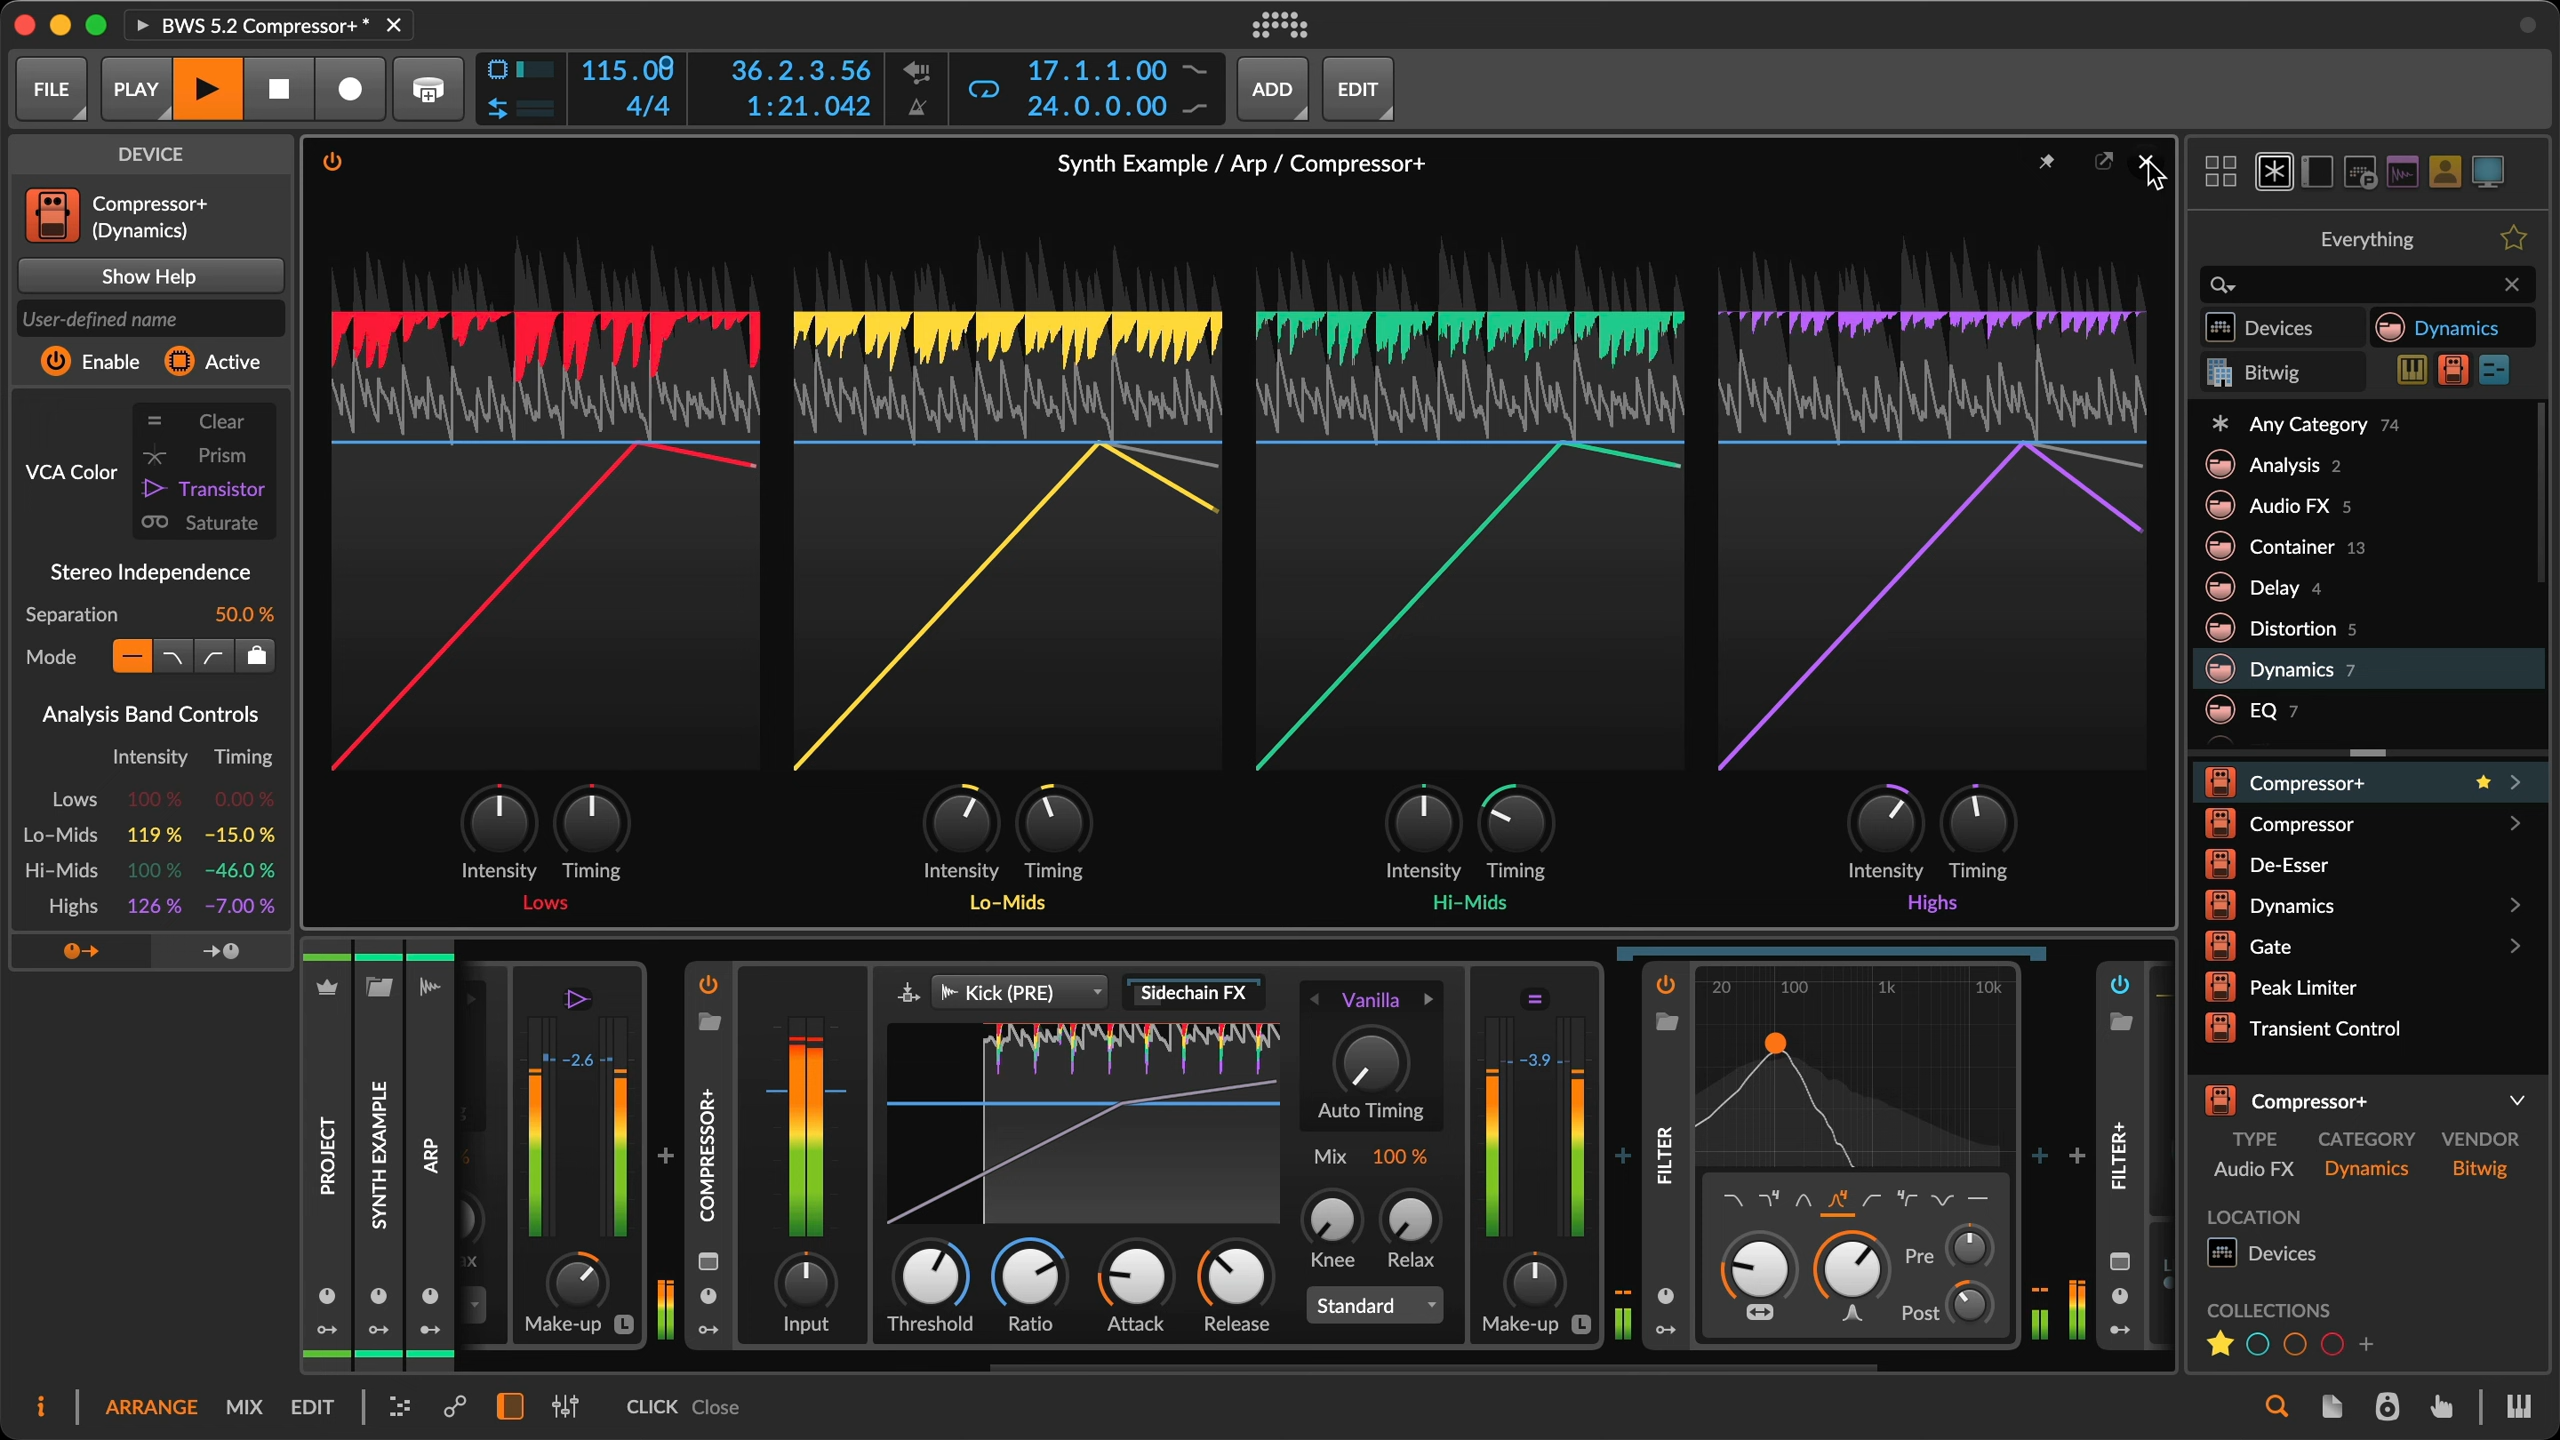 BWS 5.2 Compressor+ *
FILE
PLAY
115.00
4/4
36.2.3.56
1:21.042
17.1.1.00
24.0.0.00
ADD
EDIT
DEVICE
Compressor+
(Dynamics)
Show Help
User-defined name
Enable
Active
VCA Color
Clear
Prism
Transistor
Saturate
Stereo Independence
Separation 50.0 %
Mode
Analysis Band Controls
Intensity Timing
Lows 100 % 0.00 %
Lo-Mids 119 % -15.0 %
Hi-Mids 100 % -46.0 %
Highs 126 % -7.00 %
Synth Example / Arp / Compressor+
Intensity Timing
Lows
Intensity Timing
Lo-Mids
Intensity Timing
Hi-Mids
Intensity Timing
Highs
PROJECT
SYNTH EXAMPLE
ARP
-2.6
Make-up L
COMPRESSOR+
Input
Kick (PRE)
Sidechain FX
Threshold
Ratio
Attack
Release
Vanilla
Auto Timing
Mix 100 %
Knee
Relax
Standard
-3.9
Make-up L
FILTER
20 100 1k 10k
Pre
Post
FILTER+
Everything
Devices
Dynamics
Bitwig
Any Category 74
Analysis 2
Audio FX 5
Container 13
Delay 4
Distortion 5
Dynamics 7
EQ 7
Compressor+
Compressor
De-Esser
Dynamics
Gate
Peak Limiter
Transient Control
Compressor+
TYPE CATEGORY VENDOR
Audio FX Dynamics Bitwig
LOCATION
Devices
COLLECTIONS
i
ARRANGE
MIX
EDIT
CLICK Close